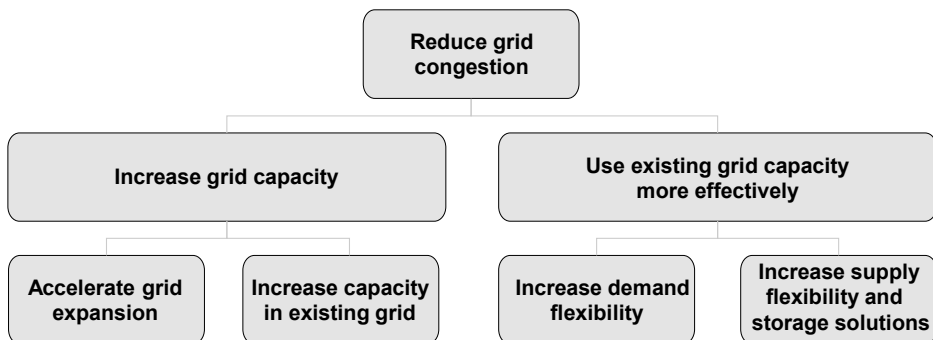 Reduce grid
congestion
Increase grid capacity
Use existing grid capacity
more effectively
Accelerate grid
expansion
Increase capacity
in existing grid
Increase demand
flexibility
Increase supply
flexibility and
storage solutions